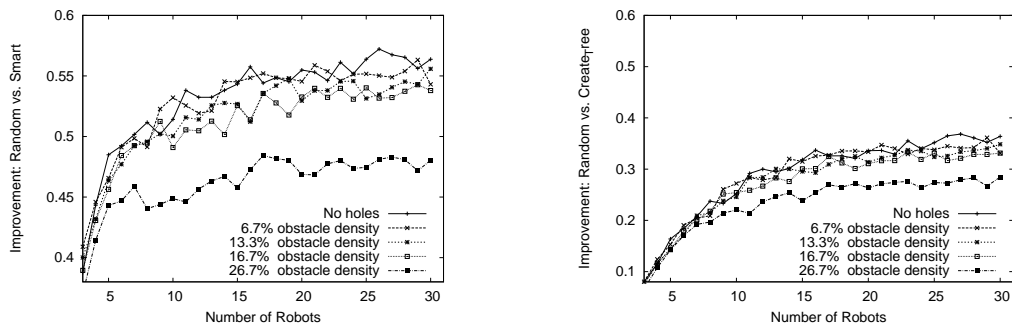 Improvement: Random vs. Smart
0.6
0.55
0.5
0.45
0.4
No holes
6.7% obstacle density
13.3% obstacle density
16.7% obstacle density
26.7% obstacle density
5 10 15 20 25 30
Number of Robots
Improvement: Random vs. Create_Tree
0.6
0.5
0.4
0.3
0.2
0.1
No holes
6.7% obstacle density
13.3% obstacle density
16.7% obstacle density
26.7% obstacle density
5 10 15 20 25 30
Number of Robots